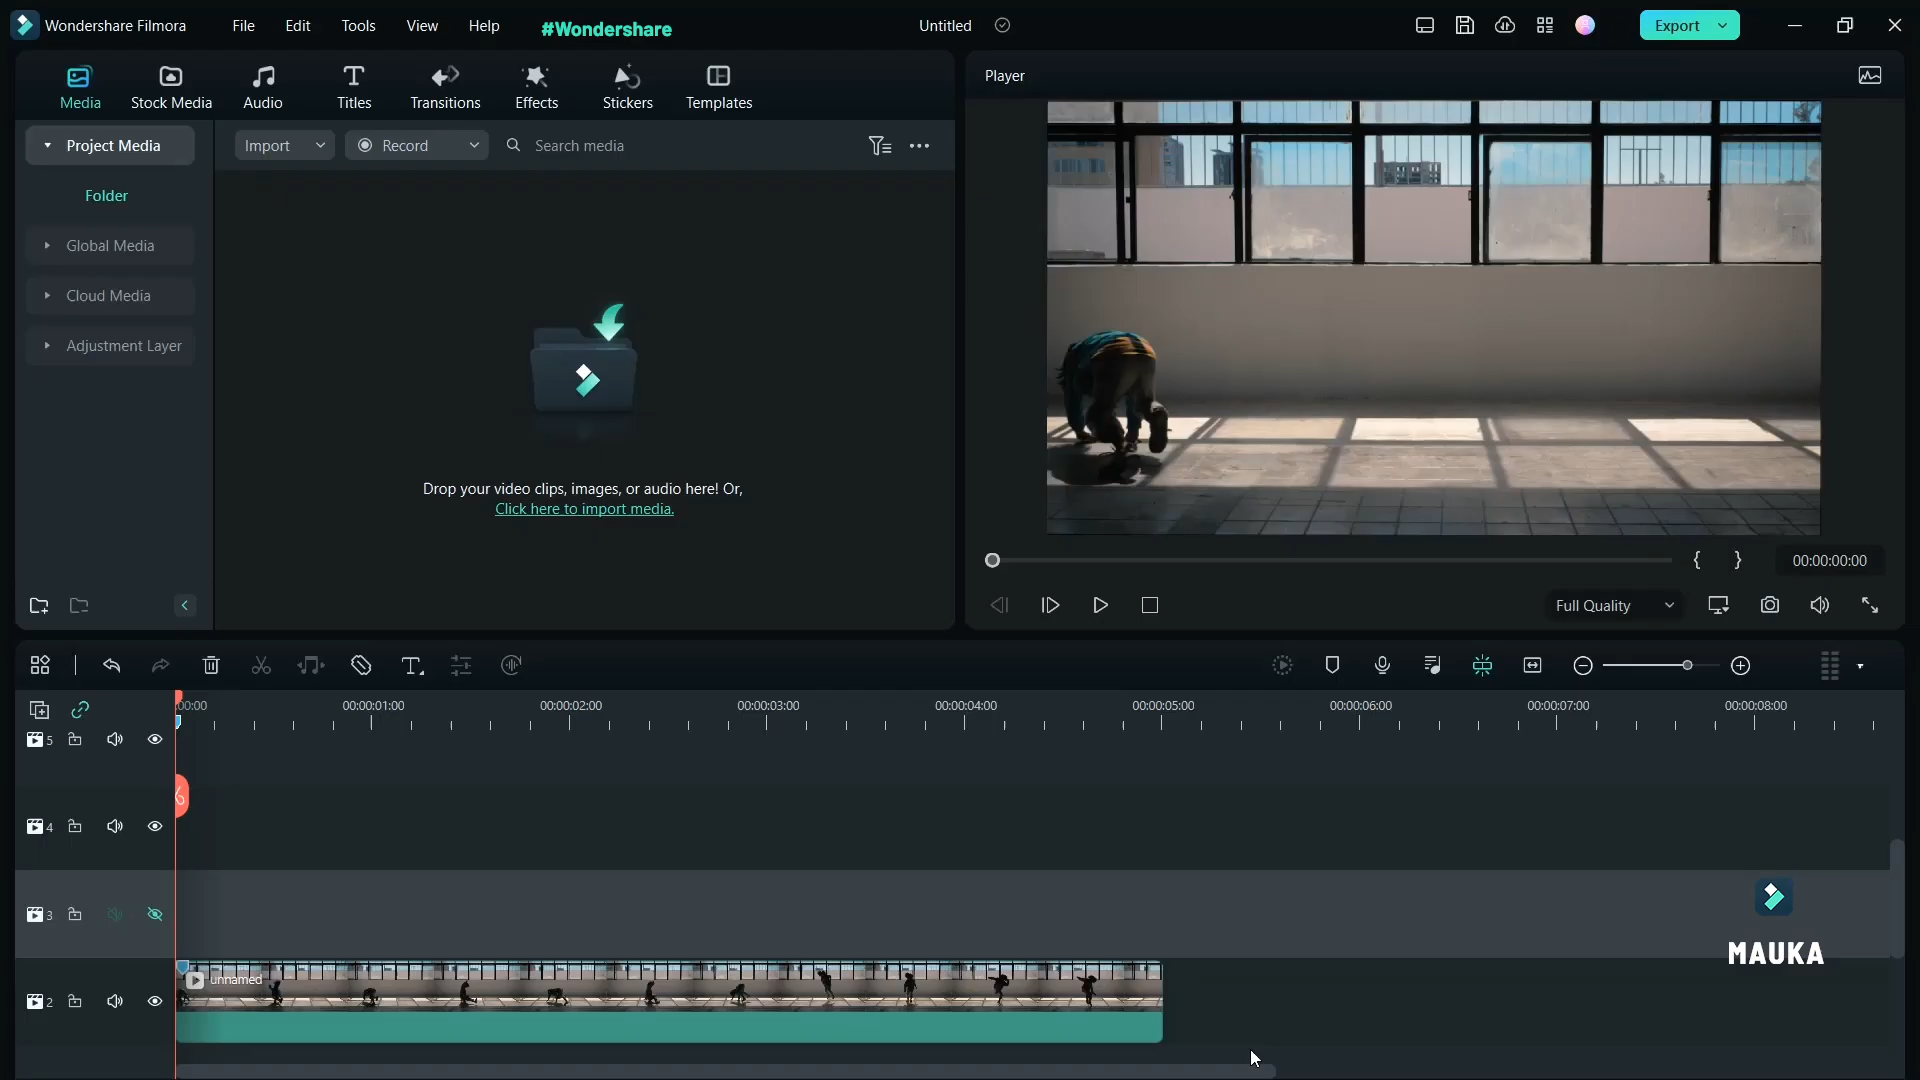 Wondershare Filmora
File
Edit
Tools
View
Help
#Wondershare
Untitled
Export
Media
Stock Media
Audio
Titles
Transitions
Effects
Stickers
Templates
Player
Project Media
Import
Record
Search media
Folder
Global Media
Cloud Media
Adjustment Layer
Drop your video clips, images, or audio here! Or,
Click here to import media.
00:00:00:00
Full Quality
:00:00
00:00:01:00
00:00:02:00
00:00:03:00
00:00:04:00
00:00:05:00
00:00:06:00
00:00:07:00
00:00:08:00
5
4
3
MAUKA
unnamed
2